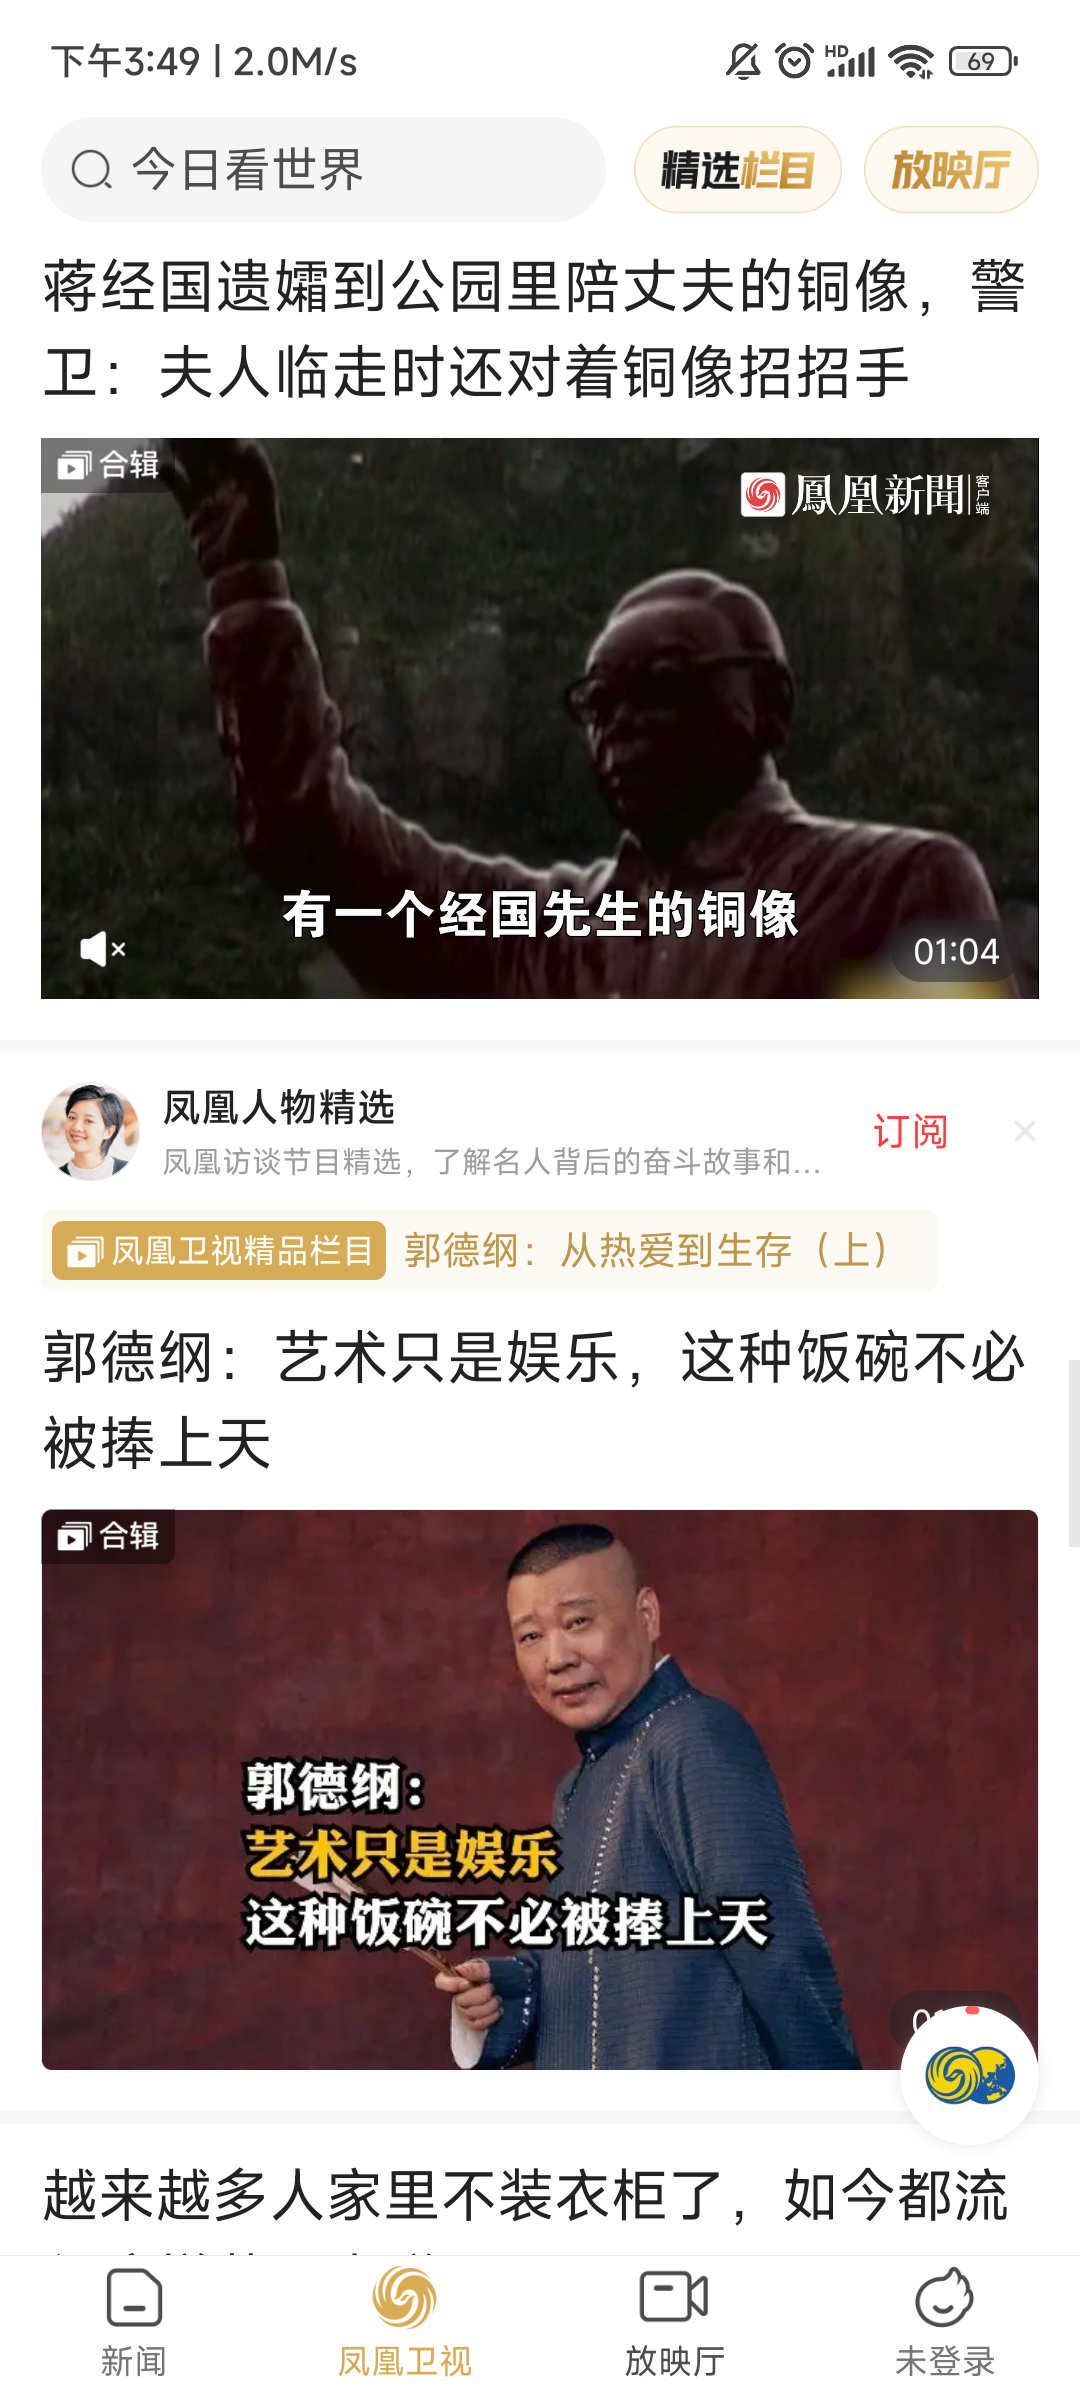 下午3:49 | 2.0M/s
HD
69
今日看世界
精选栏目
放映厅
蒋经国遗孀到公园里陪丈夫的铜像，警
卫：夫人临走时还对着铜像招招手
合辑
鳳凰新聞 客户端
有一个经国先生的铜像
01:04
凤凰人物精选
订阅
凤凰访谈节目精选，了解名人背后的奋斗故事和...
凤凰卫视精品栏目
郭德纲：从热爱到生存（上）
郭德纲：艺术只是娱乐，这种饭碗不必
被捧上天
合辑
郭德纲：
艺术只是娱乐
这种饭碗不必被捧上天
越来越多人家里不装衣柜了，如今都流
新闻
凤凰卫视
放映厅
未登录